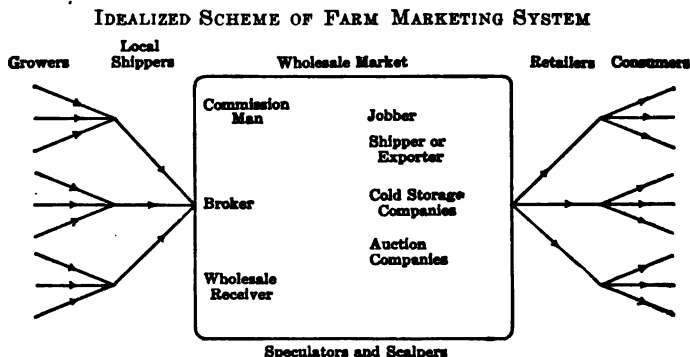 IDEALIZED SCHEME OF FARM MARKETING SYSTEM
Growers
Local
Shippers
Wholesale Market
Retailers
Consumers
Commission
Man
Broker
Wholesale
Receiver
Jobber
Shipper or
Exporter
Cold Storage
Companies
Auction
Companies
Speculators and Scalpers